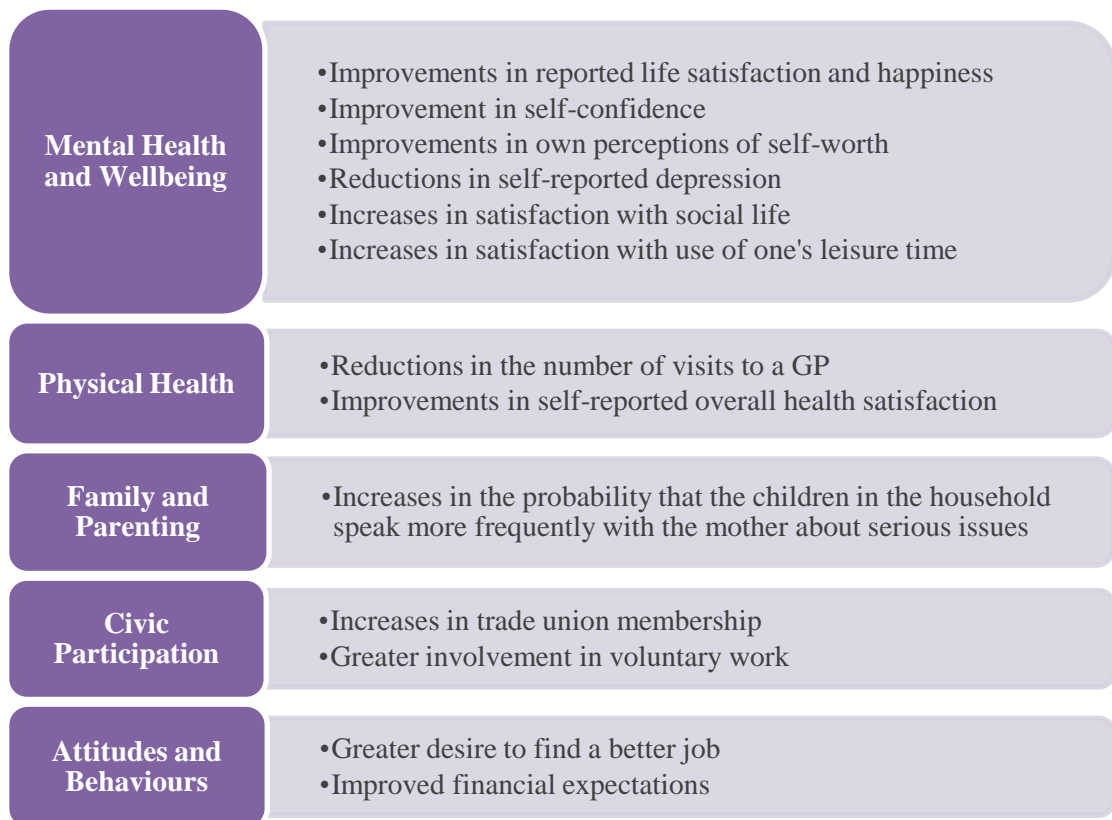 Mental Health
and Wellbeing
•Improvements in reported life satisfaction and happiness
•Improvement in self-confidence
•Improvements in own perceptions of self-worth
•Reductions in self-reported depression
•Increases in satisfaction with social life
•Increases in satisfaction with use of one's leisure time
Physical Health
•Reductions in the number of visits to a GP
•Improvements in self-reported overall health satisfaction
Family and
Parenting
•Increases in the probability that the children in the household
speak more frequently with the mother about serious issues
Civic
Participation
•Increases in trade union membership
•Greater involvement in voluntary work
Attitudes and
Behaviours
•Greater desire to find a better job
•Improved financial expectations